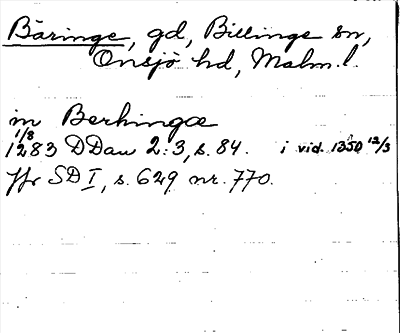 Bäringe, gd, Billinge sn,
Onsjö hd, Malm. l.
in Berhingæ
1/8
1283 DDan 2:3, s. 84. i vid. 1350 12/3
Jfr SD I, s. 629 nr. 770.